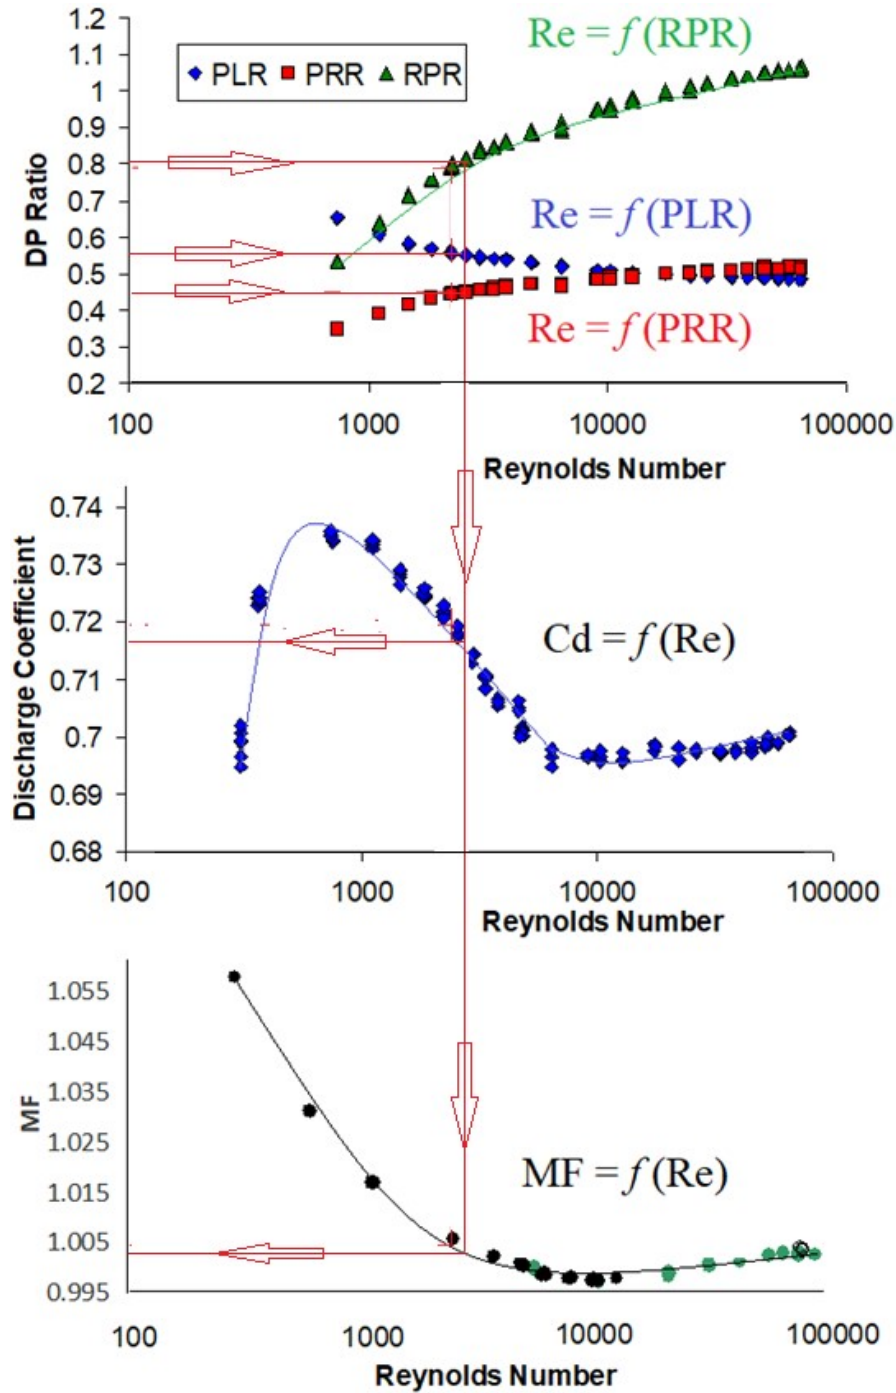 1.2
1.1
1
0.9
0.8
0.7
0.6
0.5
0.4
0.3
0.2
DP Ratio
PLR PRR RPR
Re = f(RPR)
Re = f(PLR)
Re = f(PRR)
100 1000 10000 100000
Reynolds Number
0.74
0.73
0.72
0.71
0.7
0.69
0.68
Discharge Coefficient
Cd = f(Re)
100 1000 10000 100000
Reynolds Number
1.055
1.045
1.035
1.025
1.015
1.005
0.995
MF
MF = f(Re)
100 1000 10000 100000
Reynolds Number